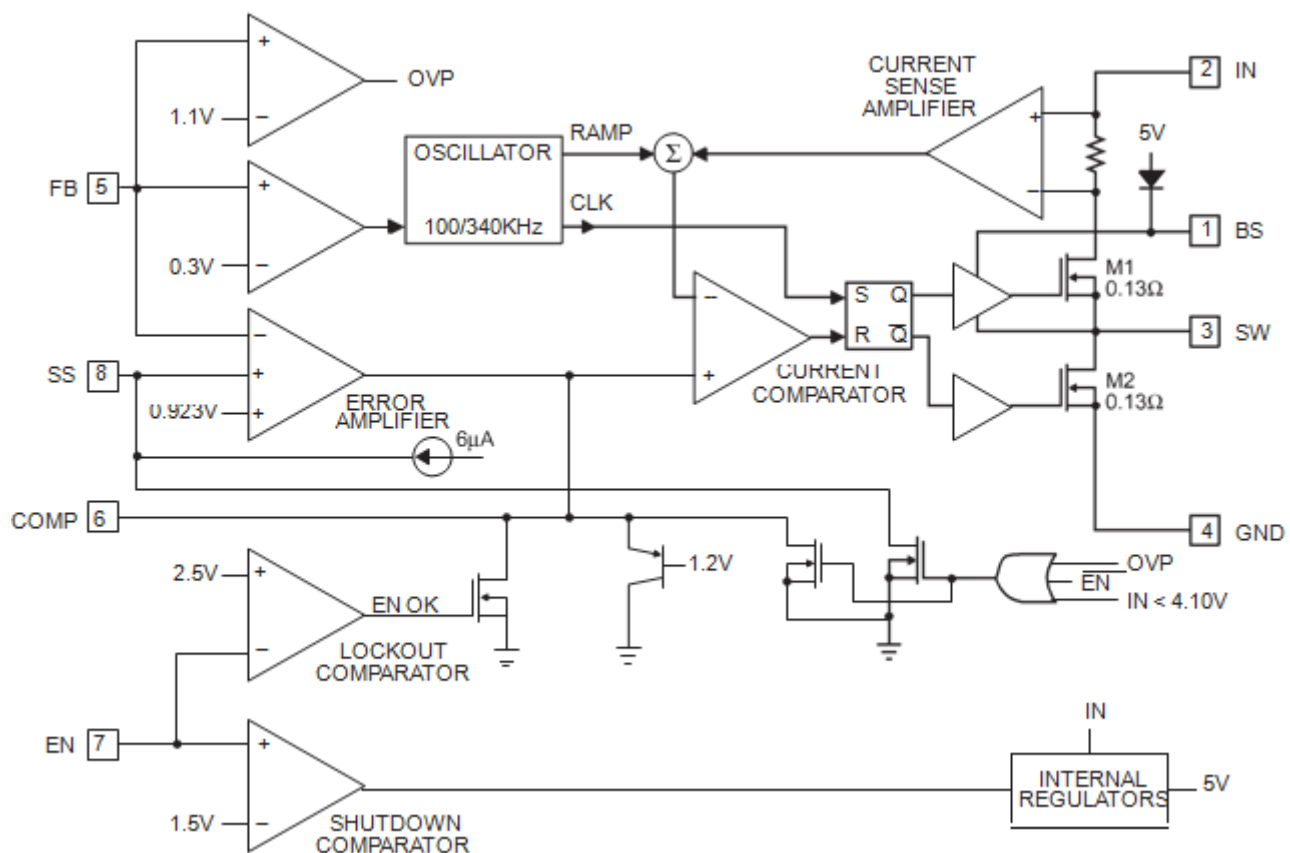 +
OVP
1.1V
−
CURRENT
SENSE
AMPLIFIER
2 IN
+
−
5V
OSCILLATOR
100/340KHz
RAMP
Σ
CLK
FB 5
+
0.3V
−
1 BS
M1
0.13Ω
S Q
R Q̅
−
+
CURRENT
COMPARATOR
3 SW
M2
0.13Ω
SS 8
−
+
0.923V
+
ERROR
AMPLIFIER
6µA
COMP 6
4 GND
2.5V
+
−
EN OK
LOCKOUT
COMPARATOR
1.2V
OVP
E̅N̅
IN < 4.10V
EN 7
+
1.5V
−
SHUTDOWN
COMPARATOR
IN
INTERNAL
REGULATORS
5V